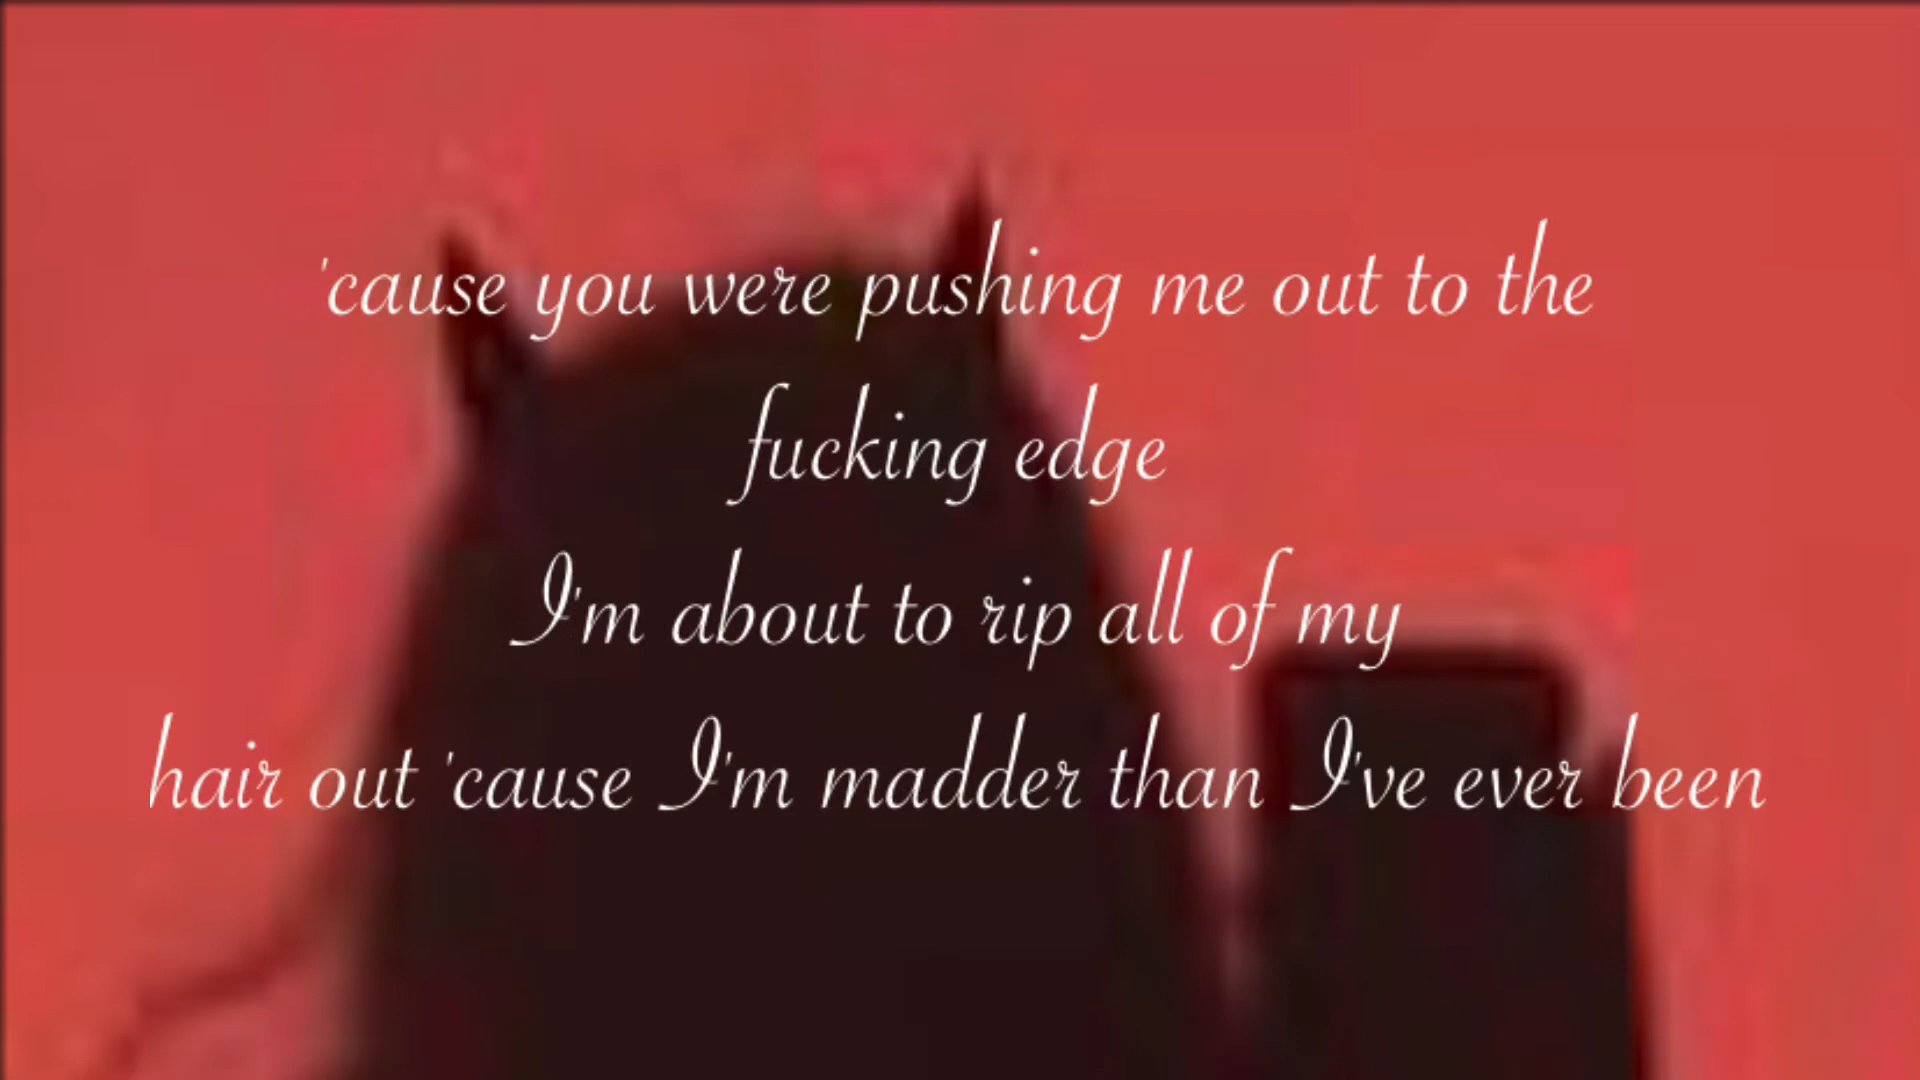 'cause you were pushing me out to the
fucking edge
I'm about to rip all of my
hair out 'cause I'm madder than I've ever been